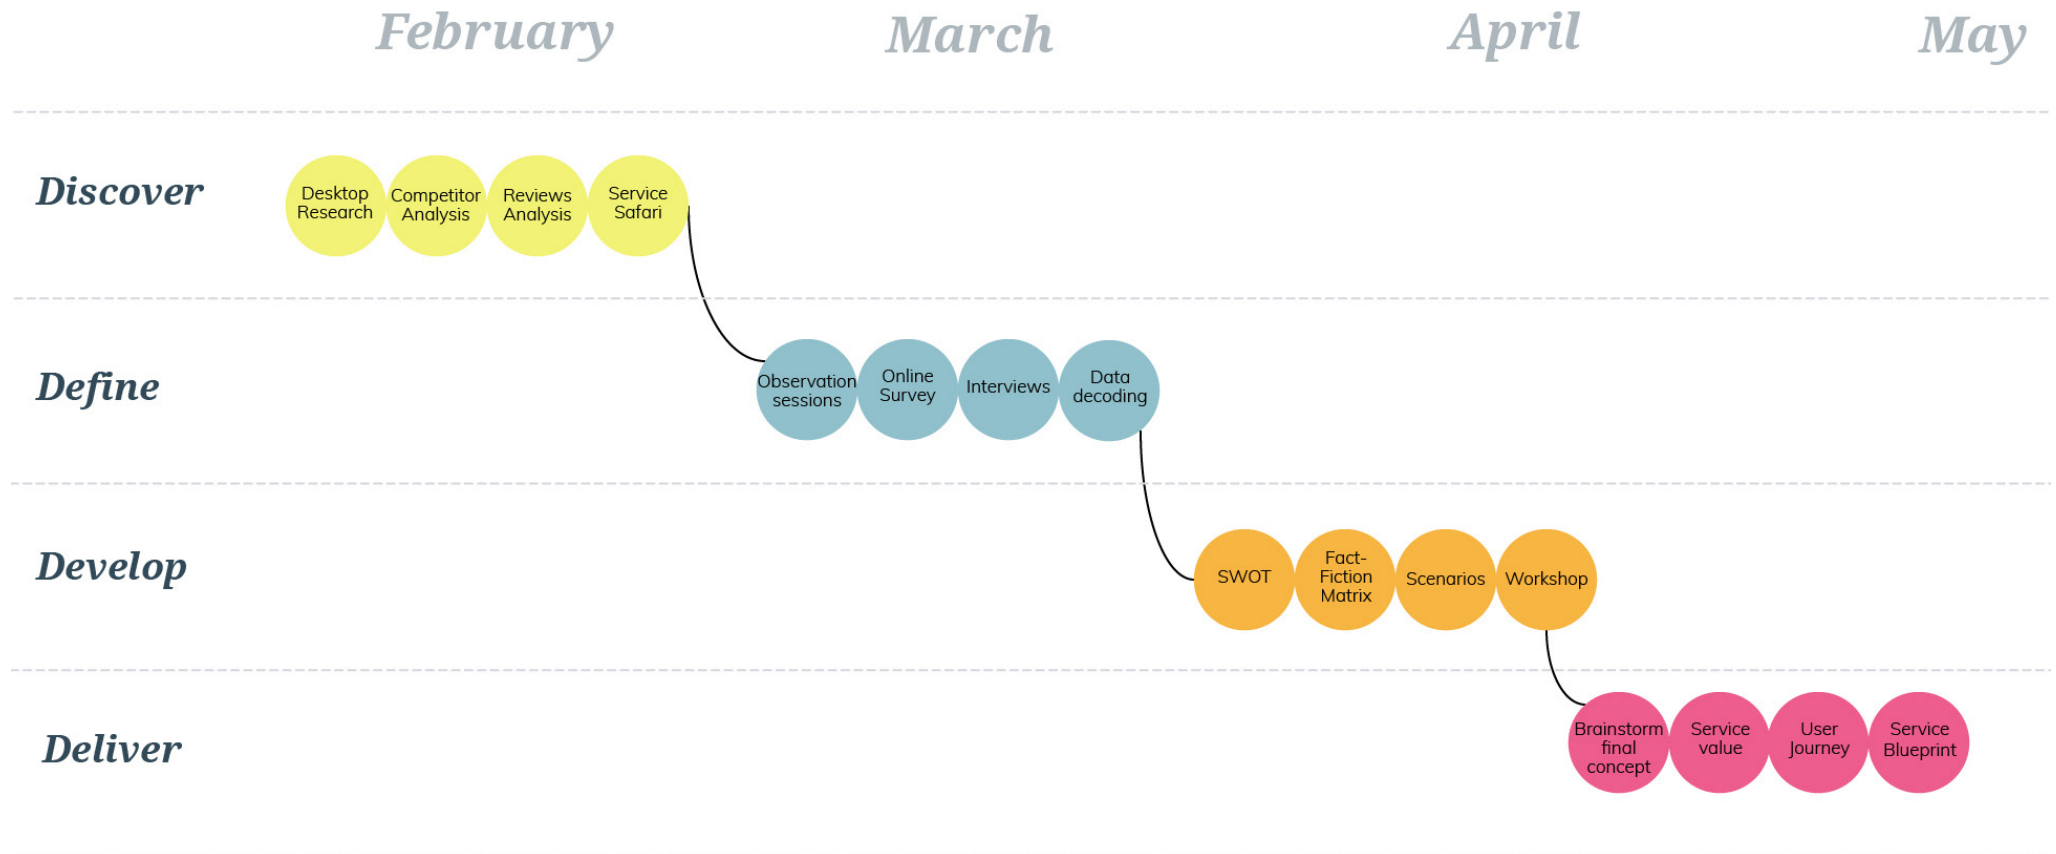 February March April May
Discover
Desktop
Research
Competitor
Analysis
Reviews
Analysis
Service
Safari
Define
Observation
sessions
Online
Survey
Interviews
Data
decoding
Develop
SWOT
Fact-
Fiction
Matrix
Scenarios
Workshop
Deliver
Brainstorm
final
concept
Service
value
User
Journey
Service
Blueprint